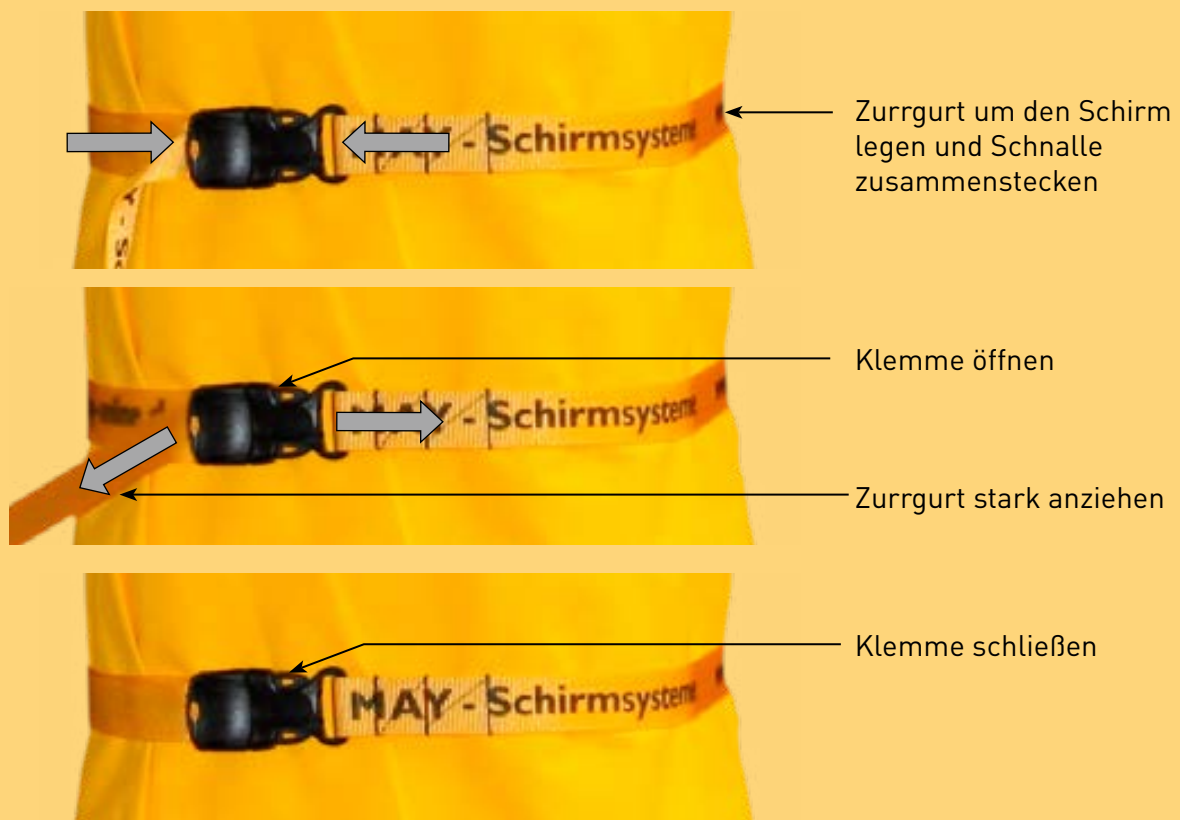 MAY - Schirmsysteme
Zurrgurt um den Schirm
legen und Schnalle
zusammenstecken
MAY - Schirmsysteme
Klemme öffnen
Zurrgurt stark anziehen
MAY - Schirmsysteme
Klemme schließen